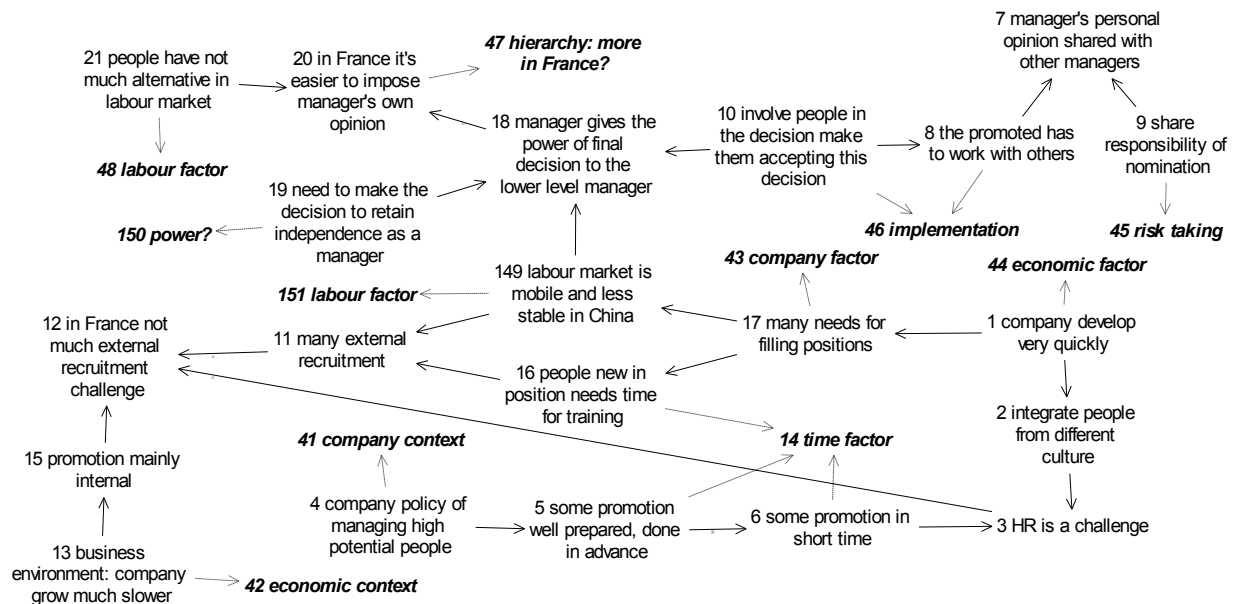 7 manager's personal
opinion shared with
other managers
47 hierarchy: more
in France?
21 people have not
much alternative in
labour market
20 in France it's
easier to impose
manager's own
opinion
10 involve people in
the decision make
them accepting this
decision
18 manager gives the
power of final
decision to the
lower level manager
8 the promoted has
to work with others
9 share
responsibility of
nomination
48 labour factor
19 need to make the
decision to retain
independence as a
manager
150 power?
46 implementation
45 risk taking
43 company factor
44 economic factor
149 labour market is
mobile and less
stable in China
151 labour factor
12 in France not
much external
recruitment
challenge
11 many external
recruitment
17 many needs for
filling positions
1 company develop
very quickly
16 people new in
position needs time
for training
2 integrate people
from different
culture
41 company context
14 time factor
15 promotion mainly
internal
4 company policy of
managing high
potential people
5 some promotion
well prepared, done
in advance
6 some promotion in
short time
3 HR is a challenge
13 business
environment: company
grow much slower
42 economic context